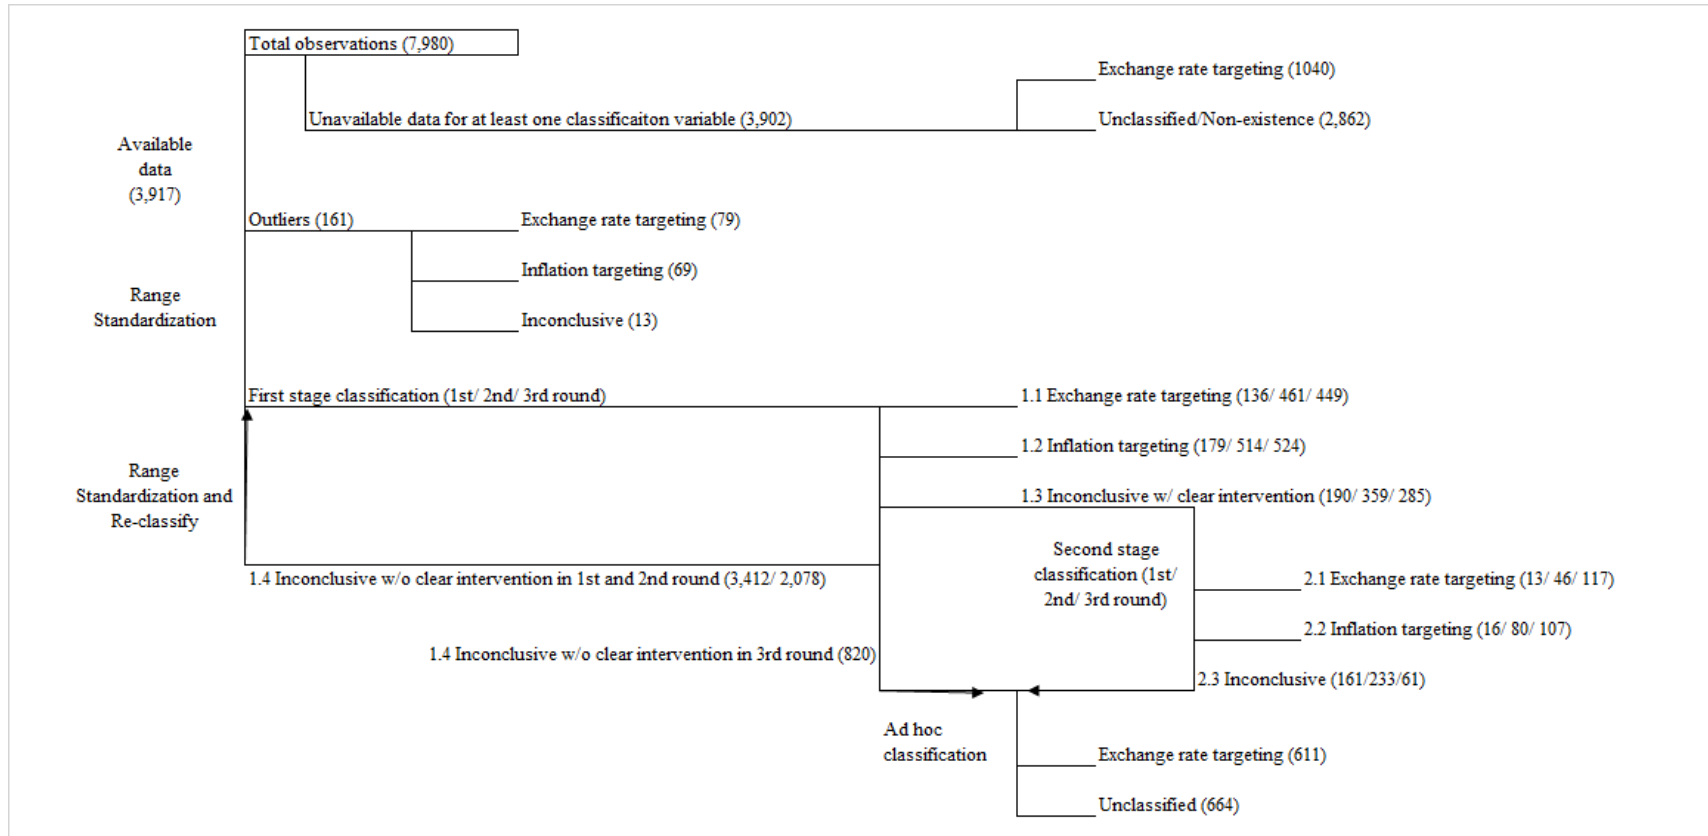 Total observations (7,980)
Exchange rate targeting (1040)
Unavailable data for at least one classificaiton variable (3,902)
Unclassified/Non-existence (2,862)
Available
data
(3,917)
Outliers (161)
Exchange rate targeting (79)
Inflation targeting (69)
Inconclusive (13)
Range
Standardization
First stage classification (1st/ 2nd/ 3rd round)
1.1 Exchange rate targeting (136/ 461/ 449)
1.2 Inflation targeting (179/ 514/ 524)
1.3 Inconclusive w/ clear intervention (190/ 359/ 285)
Range
Standardization and
Re-classify
1.4 Inconclusive w/o clear intervention in 1st and 2nd round (3,412/ 2,078)
Second stage
classification (1st/
2nd/ 3rd round)
2.1 Exchange rate targeting (13/ 46/ 117)
2.2 Inflation targeting (16/ 80/ 107)
1.4 Inconclusive w/o clear intervention in 3rd round (820)
2.3 Inconclusive (161/233/61)
Ad hoc
classification
Exchange rate targeting (611)
Unclassified (664)